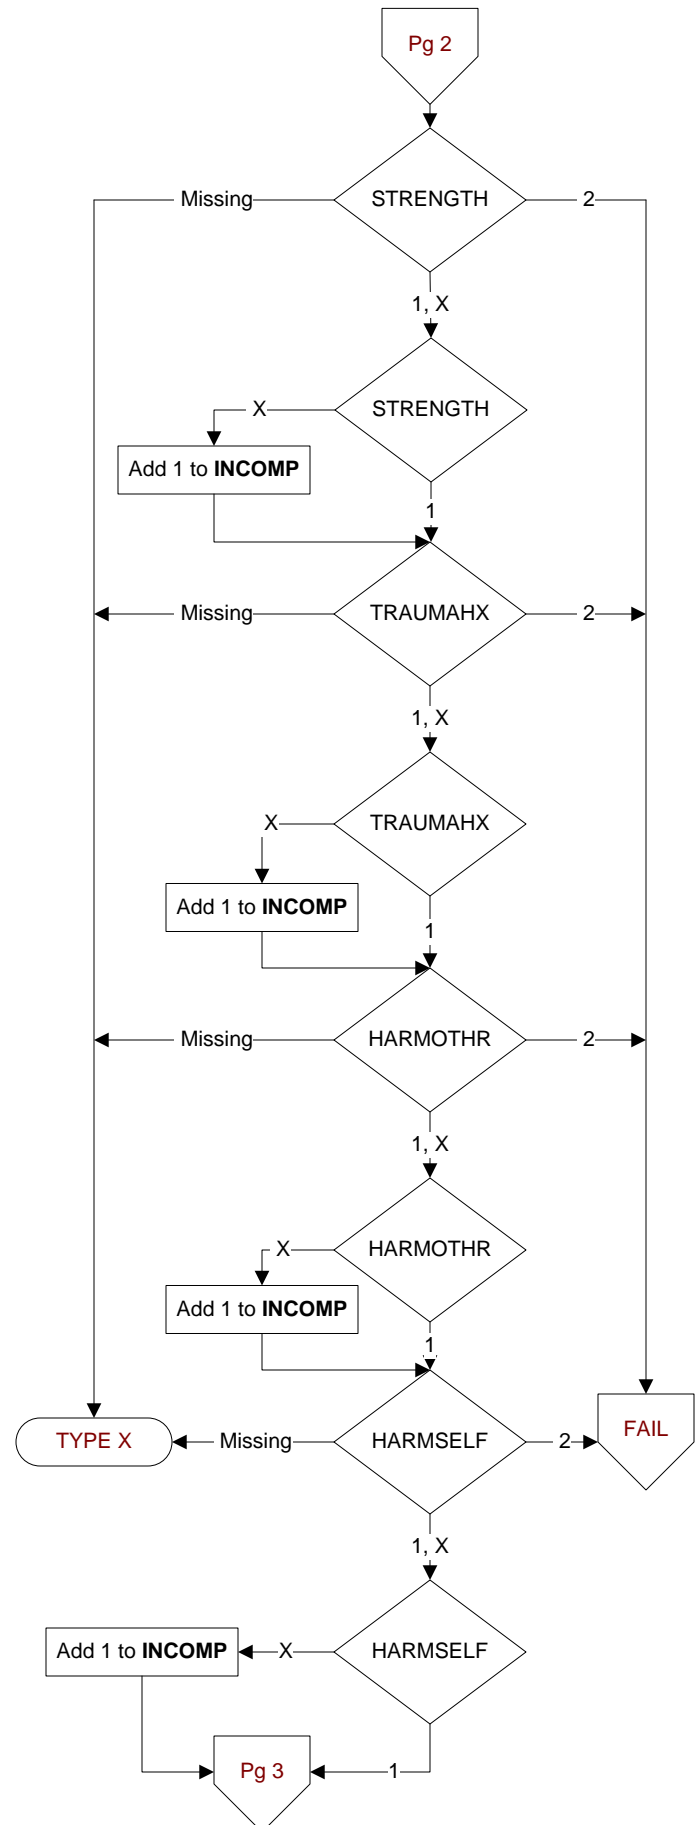 Pg 2
Missing
STRENGTH
2
1, X
X
STRENGTH
Add 1 to INCOMP
1
Missing
TRAUMAHX
2
1, X
X
TRAUMAHX
Add 1 to INCOMP
1
Missing
HARMOTHR
2
1, X
X
HARMOTHR
Add 1 to INCOMP
1
TYPE X
Missing
HARMSELF
2
FAIL
1, X
Add 1 to INCOMP
X
HARMSELF
Pg 3
1